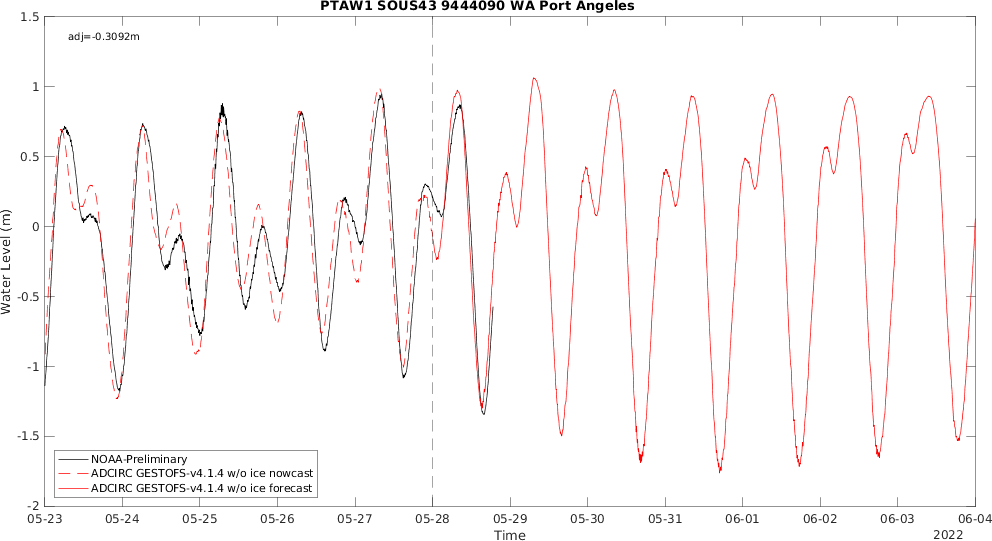 PTAW1 SOUS43 9444090 WA Port Angeles
adj=-0.3092m
1.5
1
0.5
0
-0.5
-1
-1.5
-2
Water Level (m)
NOAA-Preliminary
ADCIRC GESTOFS-v4.1.4 w/o ice nowcast
ADCIRC GESTOFS-v4.1.4 w/o ice forecast
05-23 05-24 05-25 05-26 05-27 05-28 05-29 05-30 05-31 06-01 06-02 06-03 06-04
Time
2022